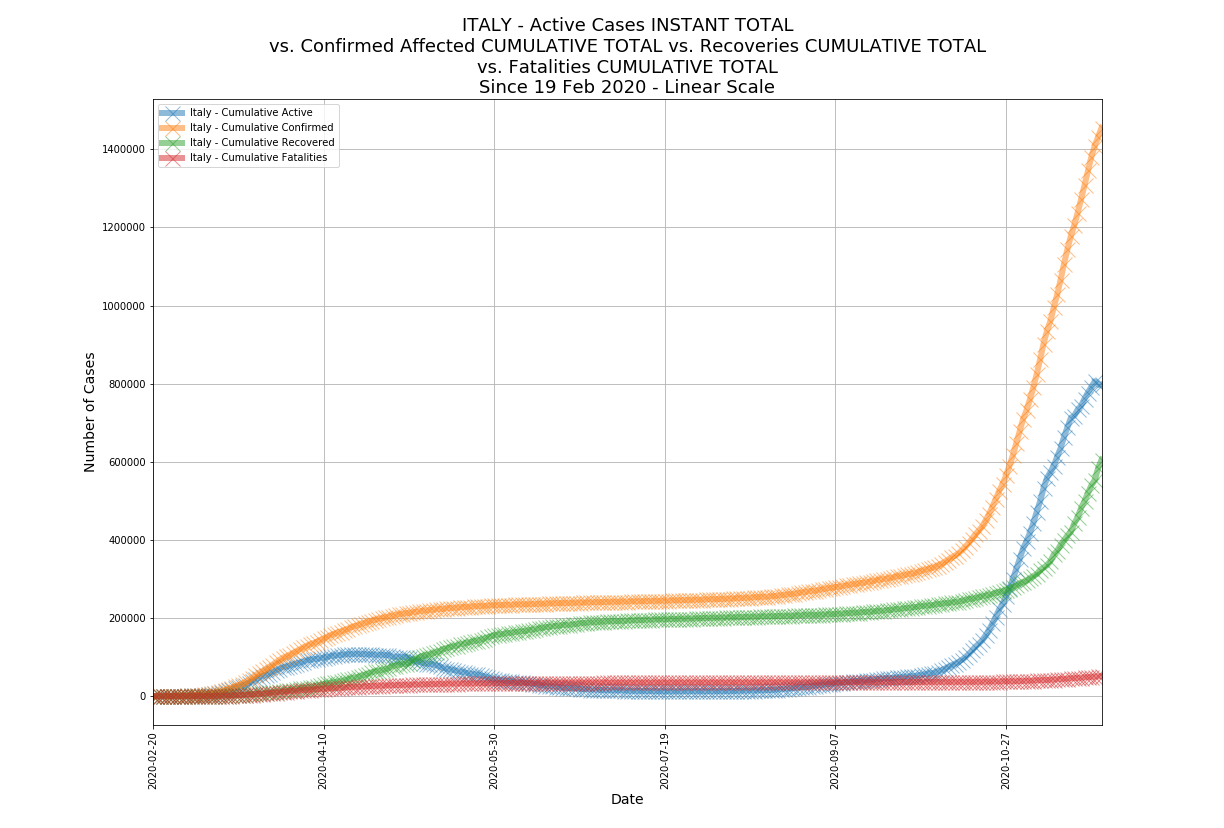 ITALY - Active Cases INSTANT TOTAL
vs. Confirmed Affected CUMULATIVE TOTAL vs. Recoveries CUMULATIVE TOTAL
vs. Fatalities CUMULATIVE TOTAL
Since 19 Feb 2020 - Linear Scale
Italy - Cumulative Active
Italy - Cumulative Confirmed
Italy - Cumulative Recovered
Italy - Cumulative Fatalities
Number of Cases
1400000
1200000
1000000
800000
600000
400000
200000
0
2020-02-20
2020-04-10
2020-05-30
2020-07-19
2020-09-07
2020-10-27
Date